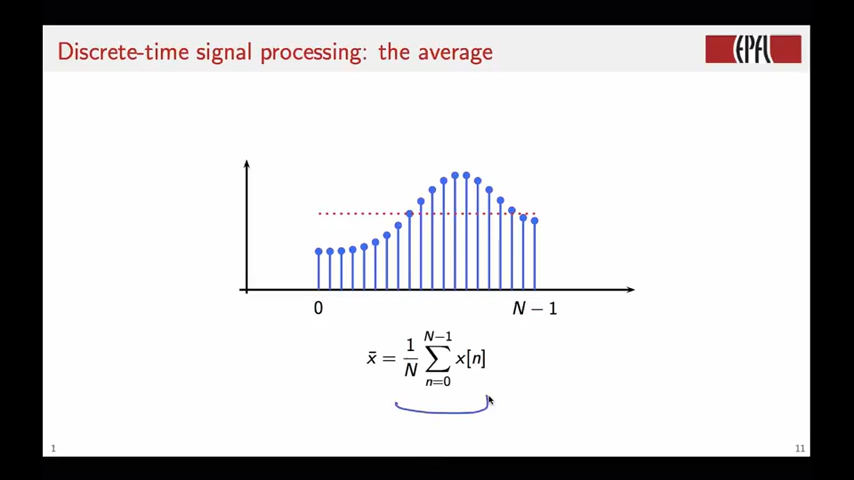 Discrete-time signal processing: the average
EPFL
0 N − 1
x̄ = 1/N ∑_{n=0}^{N−1} x[n]
1 11